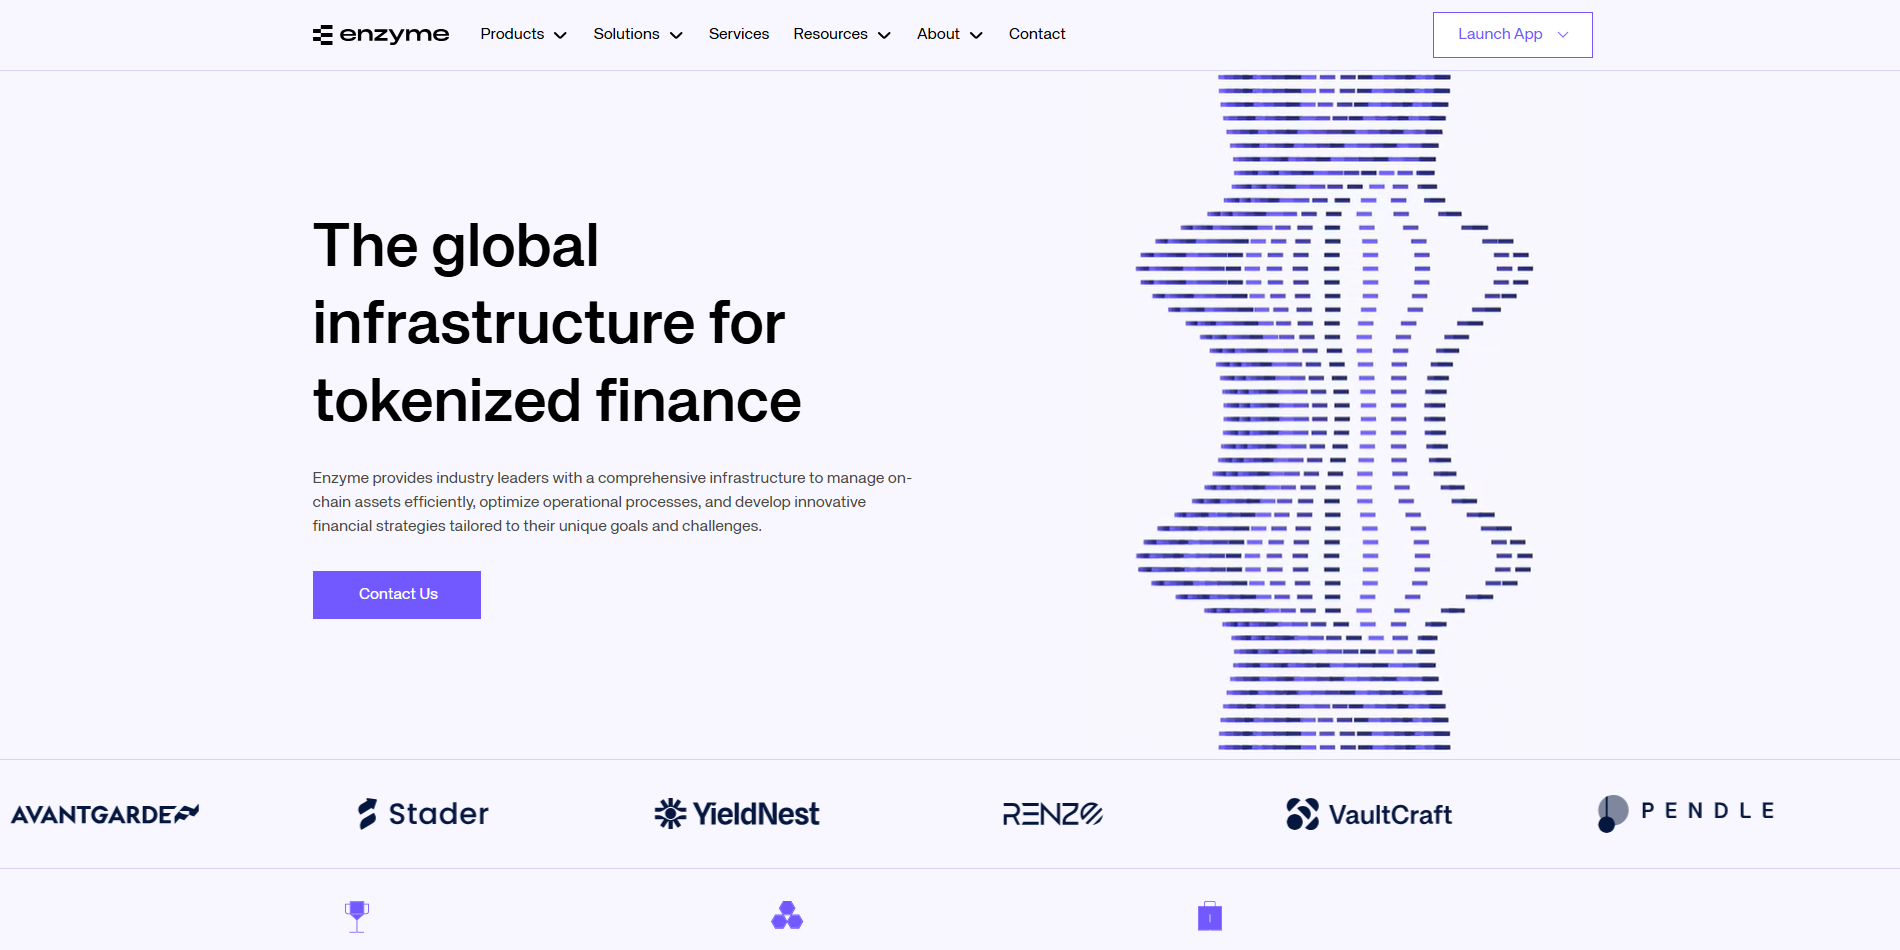 enzyme Products Solutions Services Resources About Contact Launch App
The global
infrastructure for
tokenized finance
Enzyme provides industry leaders with a comprehensive infrastructure to manage on-
chain assets efficiently, optimize operational processes, and develop innovative
financial strategies tailored to their unique goals and challenges.
Contact Us
AVANTGARDE Stader YieldNest RENZO VaultCraft PENDLE